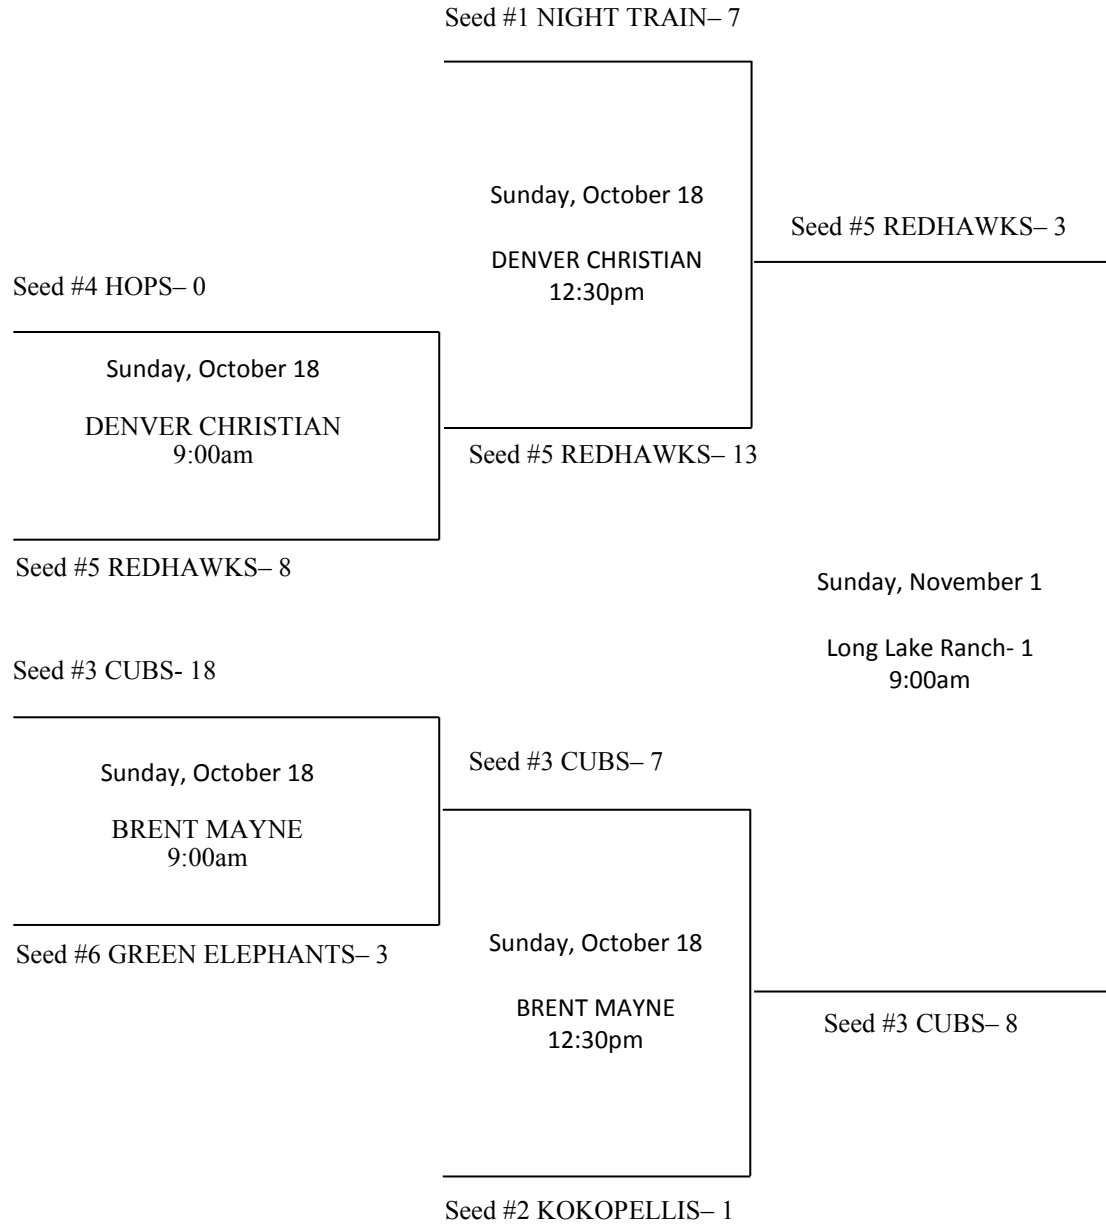 Seed #1 NIGHT TRAIN– 7
Sunday, October 18
DENVER CHRISTIAN
12:30pm
Seed #5 REDHAWKS– 3
Seed #4 HOPS– 0
Sunday, October 18
DENVER CHRISTIAN
9:00am
Seed #5 REDHAWKS– 13
Seed #5 REDHAWKS– 8
Sunday, November 1
Long Lake Ranch- 1
9:00am
Seed #3 CUBS- 18
Sunday, October 18
BRENT MAYNE
9:00am
Seed #3 CUBS– 7
Seed #6 GREEN ELEPHANTS– 3
Sunday, October 18
BRENT MAYNE
12:30pm
Seed #3 CUBS– 8
Seed #2 KOKOPELLIS– 1